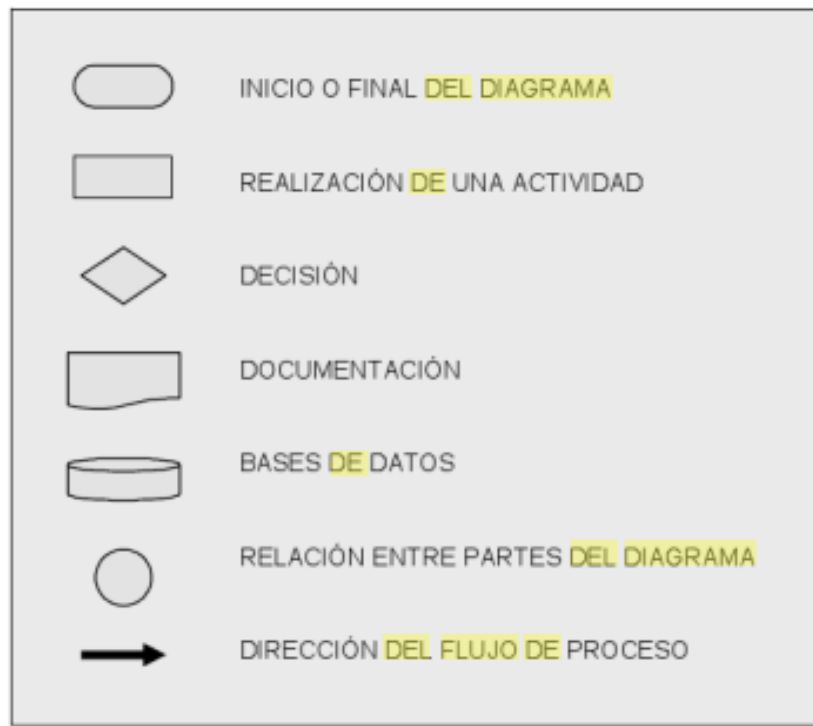 INICIO O FINAL DEL DIAGRAMA
REALIZACIÓN DE UNA ACTIVIDAD
DECISIÓN
DOCUMENTACIÓN
BASES DE DATOS
RELACIÓN ENTRE PARTES DEL DIAGRAMA
DIRECCIÓN DEL FLUJO DE PROCESO